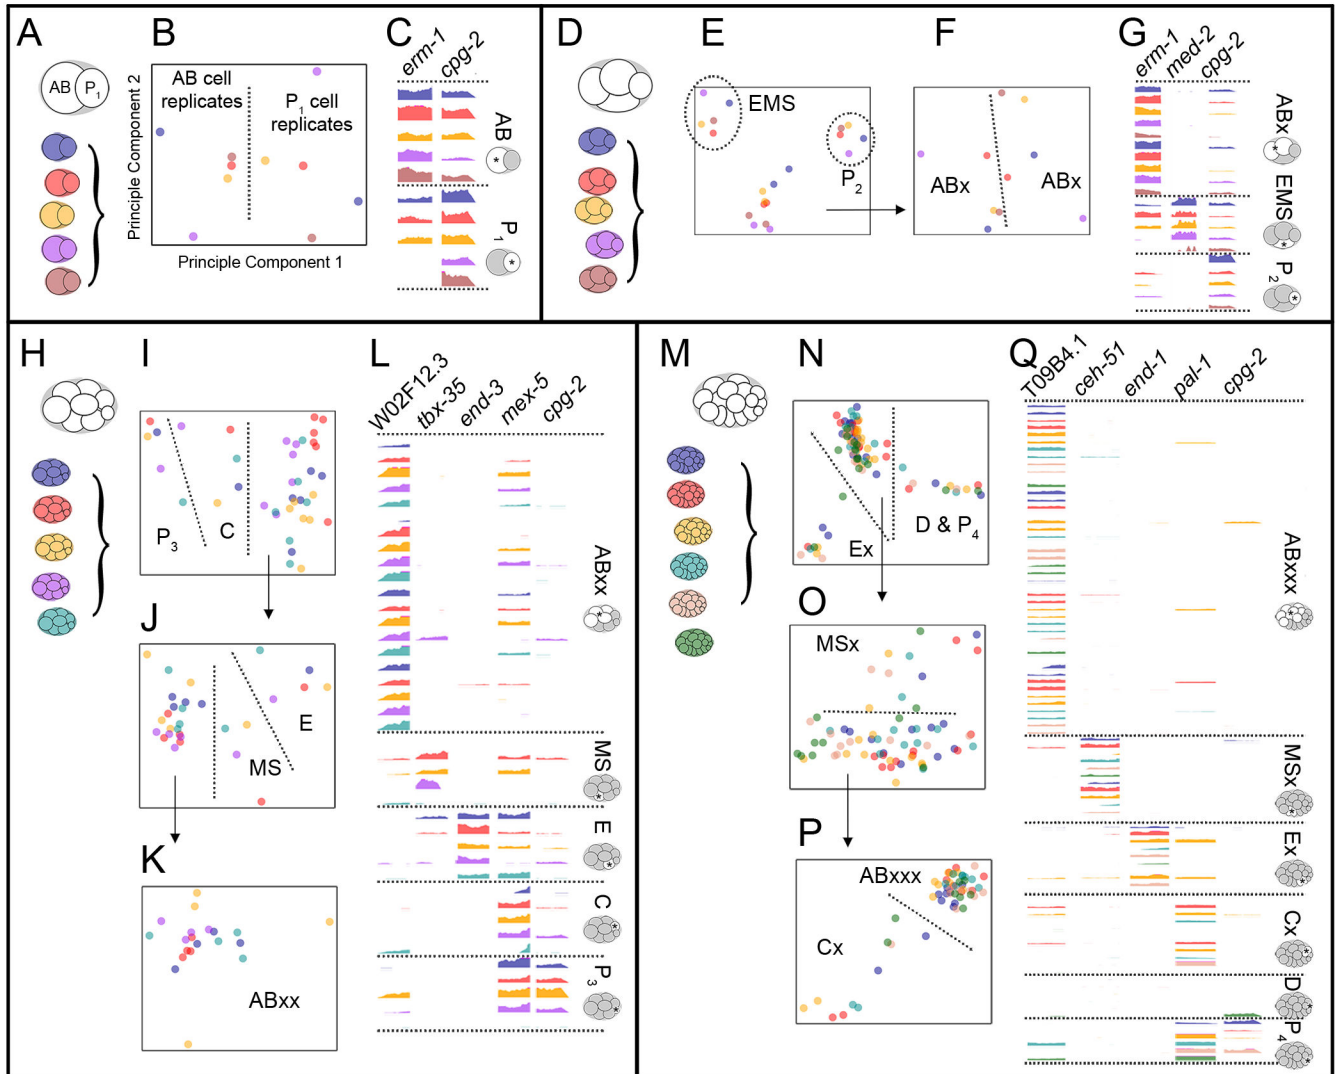 A
AB
P1
B
Principle Component 2
AB cell
replicates
P1 cell
replicates
Principle Component 1
C
erm-1
cpg-2
AB
*
P1
*
D
E
EMS
P2
F
ABx
ABx
G
erm-1
med-2
cpg-2
ABx
*
EMS
*
P2
*
H
I
P3
C
J
MS
E
K
ABxx
L
W02F12.3
tbx-35
end-3
mex-5
cpg-2
ABxx
*
MS
*
E
*
C
*
P3
*
M
N
Ex
D & P4
O
MSx
P
ABxxx
Cx
Q
T09B4.1
ceh-51
end-1
pal-1
cpg-2
ABxxx
*
MSx
*
Ex
*
Cx
*
D
*
P4
*